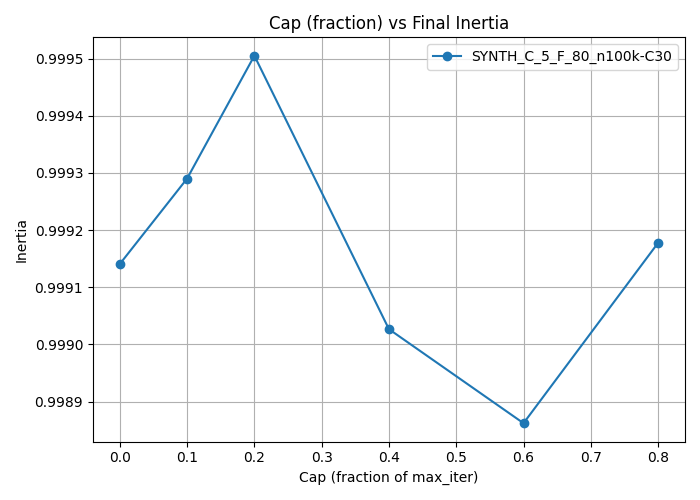 Cap (fraction) vs Final Inertia
SYNTH_C_5_F_80_n100k-C30
Inertia
0.9995
0.9994
0.9993
0.9992
0.9991
0.9990
0.9989
0.0 0.1 0.2 0.3 0.4 0.5 0.6 0.7 0.8
Cap (fraction of max_iter)